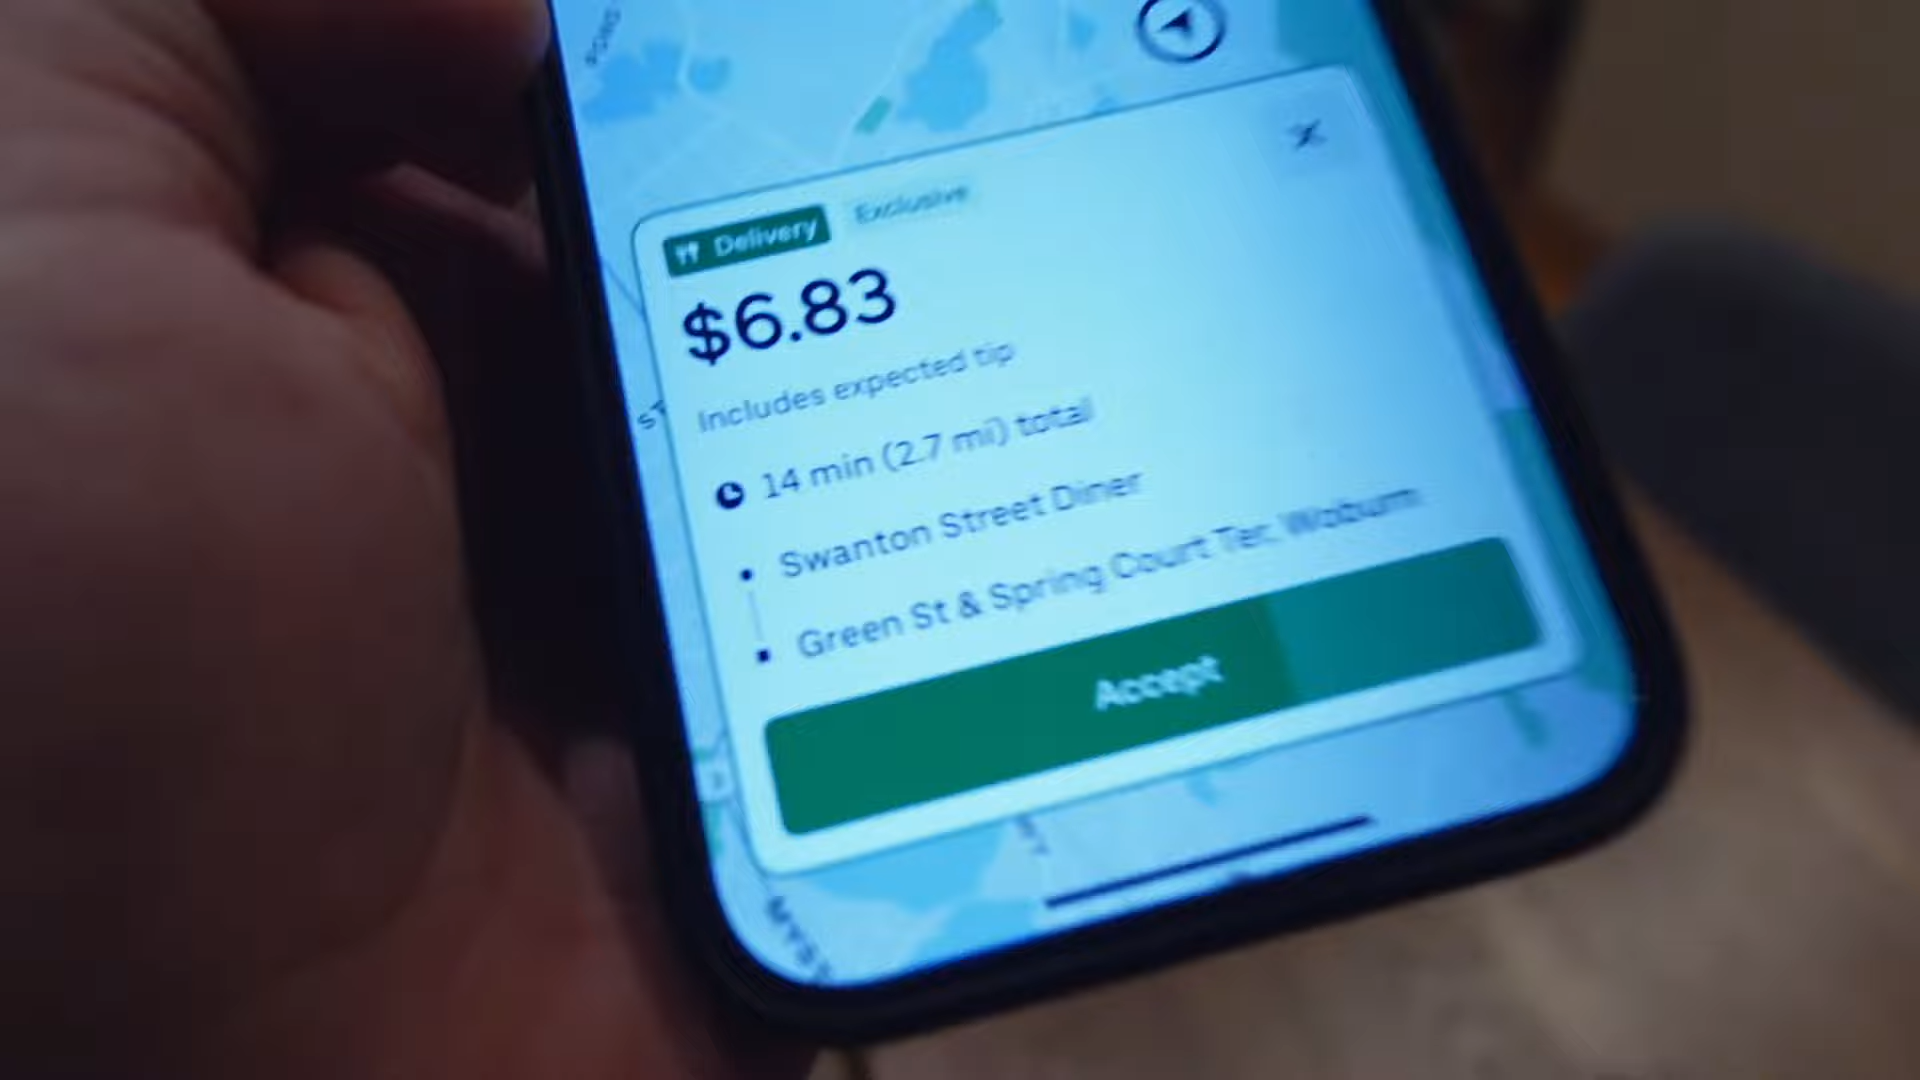 Delivery Exclusive
$6.83
Includes expected tip
14 min (2.7 mi) total
Swanton Street Diner
Green St & Spring Court Ter, Woburn
Accept